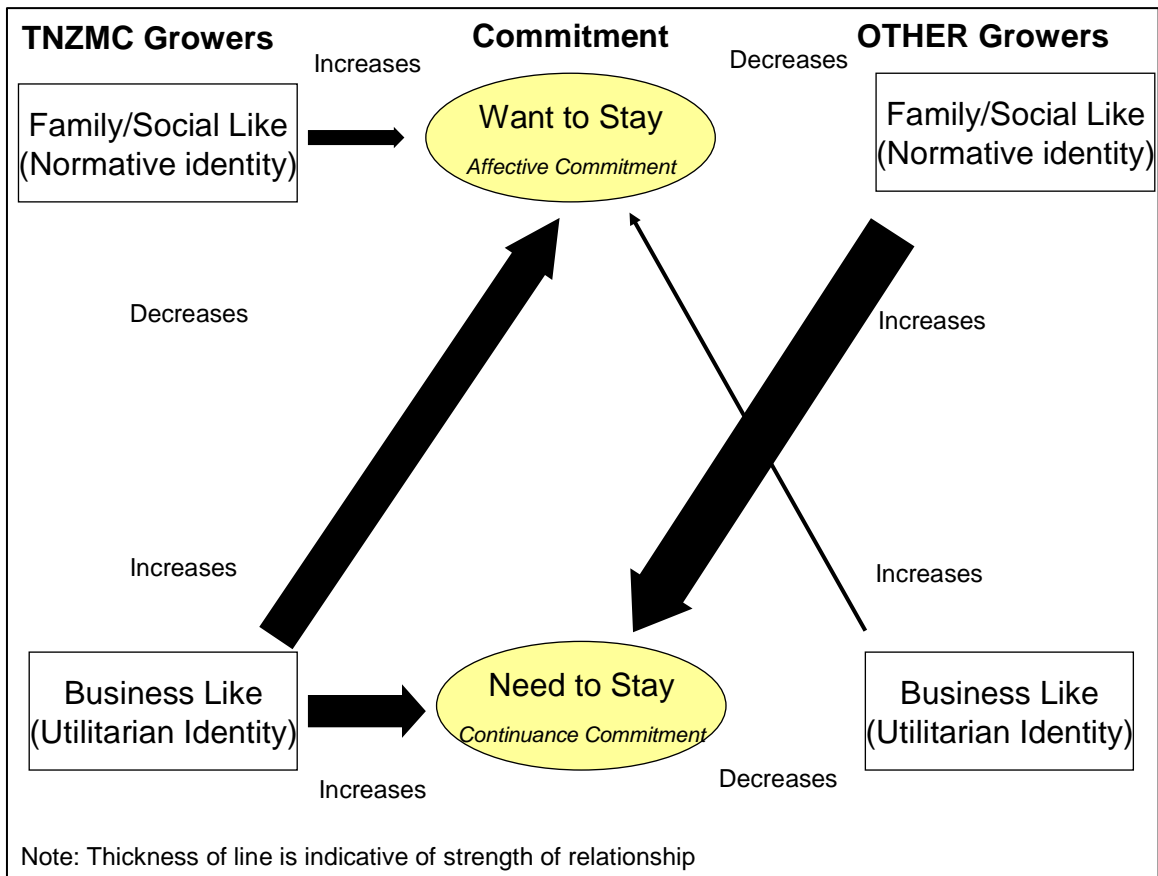 TNZMC Growers
Commitment
OTHER Growers
Increases
Decreases
Family/Social Like
(Normative identity)
Want to Stay
Affective Commitment
Family/Social Like
(Normative identity)
Decreases
Increases
Increases
Increases
Business Like
(Utilitarian Identity)
Need to Stay
Continuance Commitment
Business Like
(Utilitarian Identity)
Increases
Decreases
Note: Thickness of line is indicative of strength of relationship